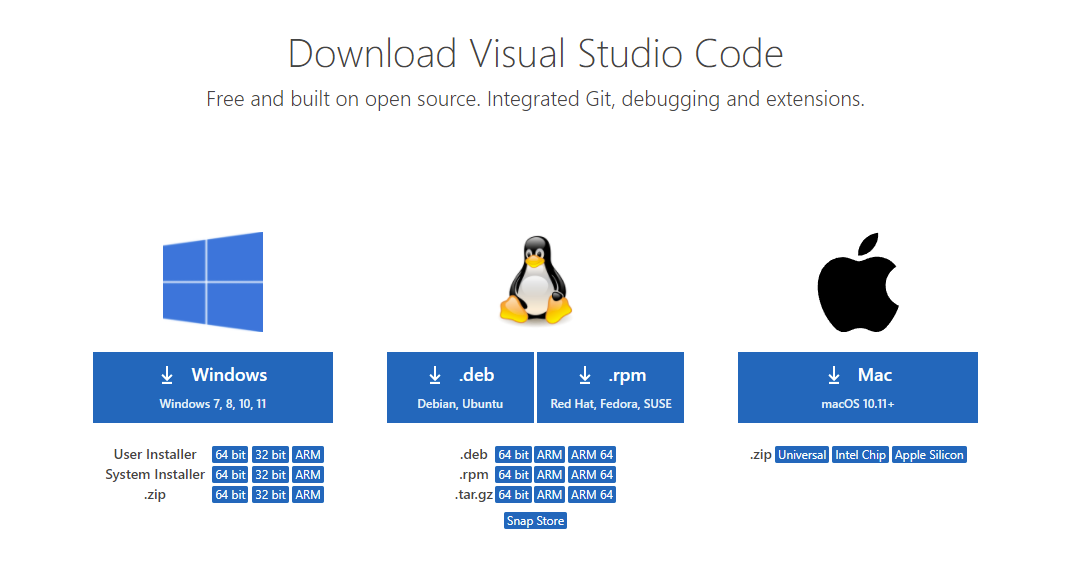 Download Visual Studio Code
Free and built on open source. Integrated Git, debugging and extensions.
Windows
Windows 7, 8, 10, 11
User Installer 64 bit 32 bit ARM
System Installer 64 bit 32 bit ARM
.zip 64 bit 32 bit ARM
.deb
Debian, Ubuntu
.rpm
Red Hat, Fedora, SUSE
.deb 64 bit ARM ARM 64
.rpm 64 bit ARM ARM 64
.tar.gz 64 bit ARM ARM 64
Snap Store
Mac
macOS 10.11+
.zip Universal Intel Chip Apple Silicon